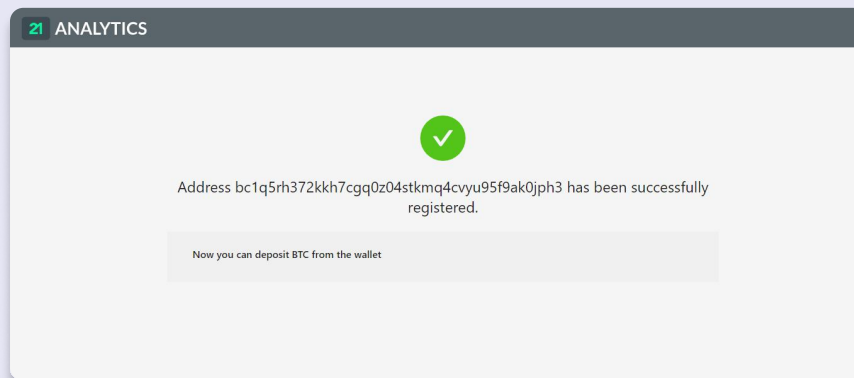 21 ANALYTICS
Address bc1q5rh372kkh7cgq0z04stkmq4cvyu95f9ak0jph3 has been successfully
registered.
Now you can deposit BTC from the wallet